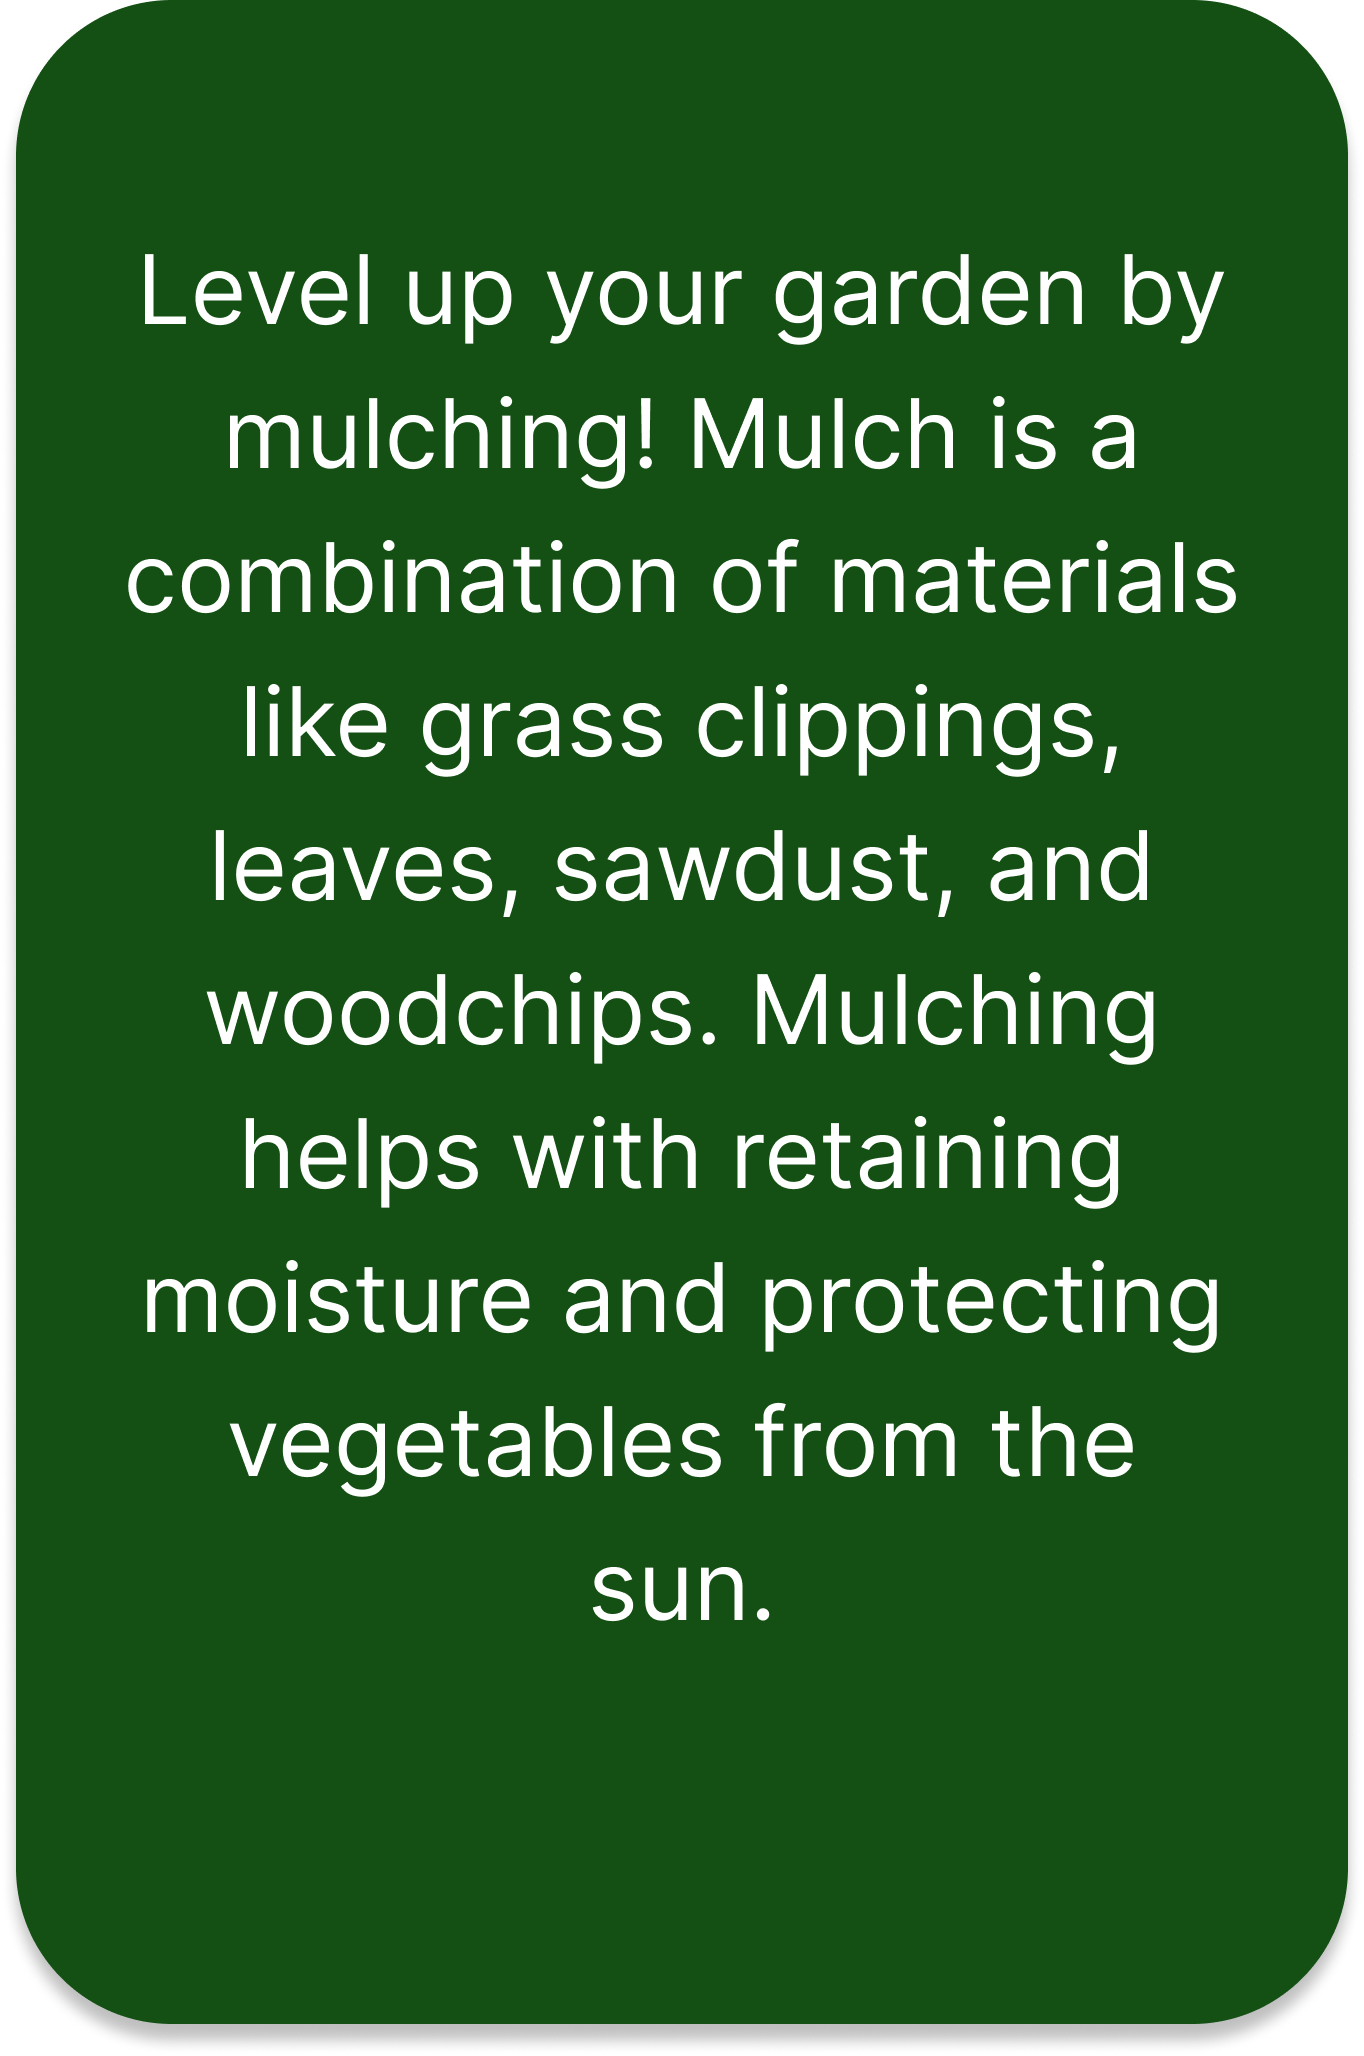 Level up your garden by
mulching! Mulch is a
combination of materials
like grass clippings,
leaves, sawdust, and
woodchips. Mulching
helps with retaining
moisture and protecting
vegetables from the
sun.